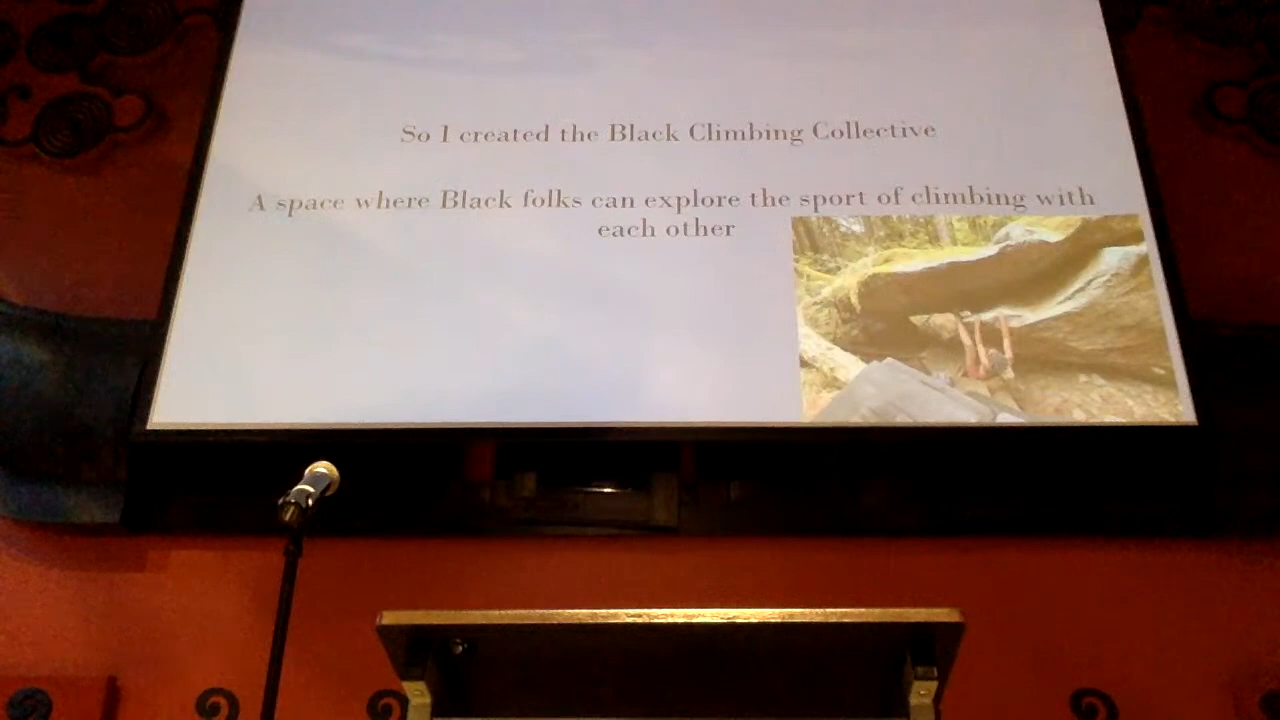 So I created the Black Climbing Collective
A space where Black folks can explore the sport of climbing with
each other